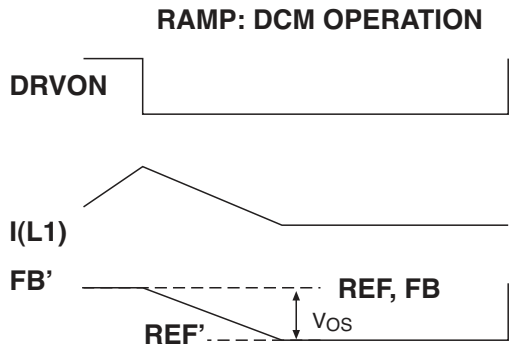 RAMP: DCM OPERATION
DRVON
I(L1)
FB’
REF, FB
VOS
REF’